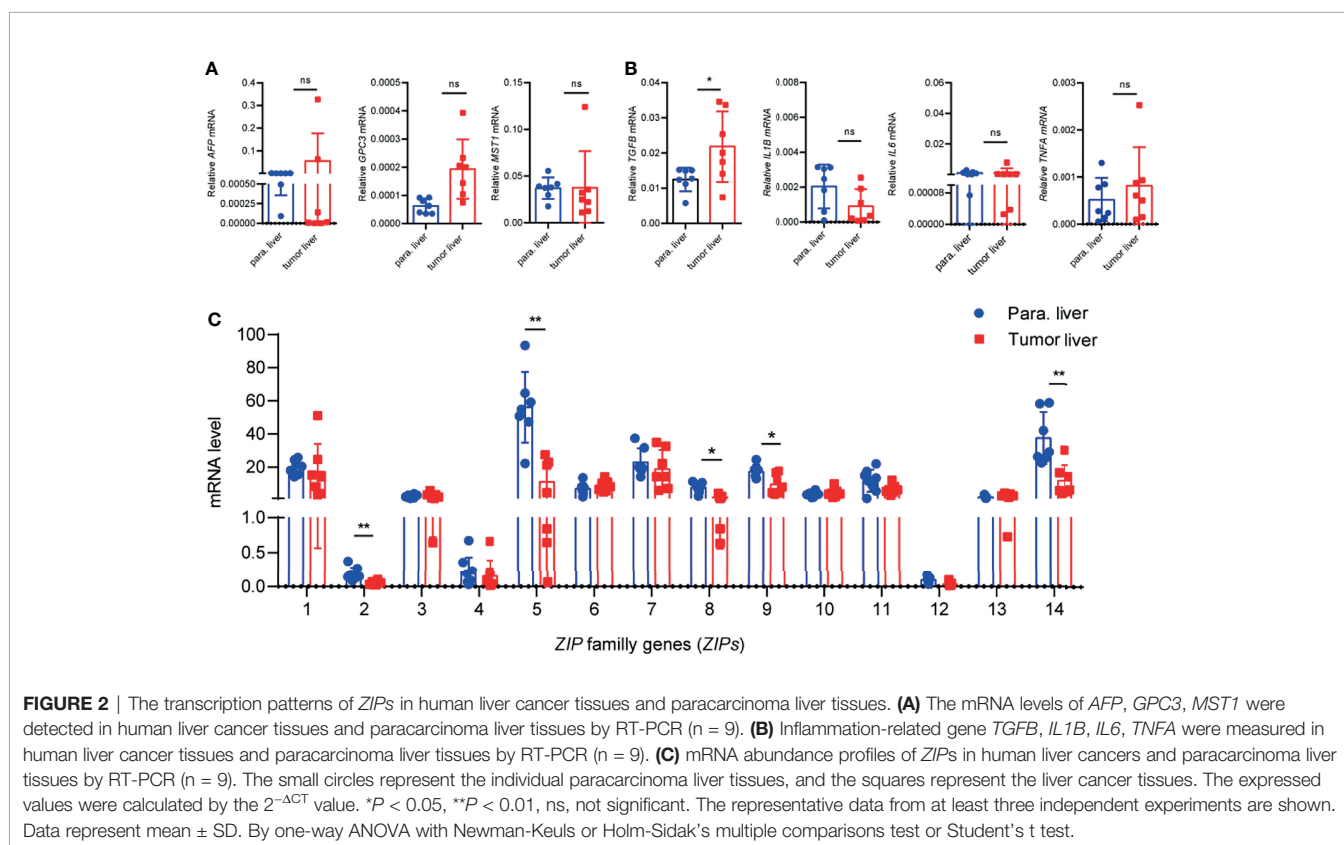 A
B
Relative AFP mRNA
0.4
0.3
0.2
0.1
0.0
0.00050
0.00025
0.00000
ns
para. liver
tumor liver
Relative GPC3 mRNA
0.0005
0.0004
0.0003
0.0002
0.0001
0.0000
ns
para. liver
tumor liver
Relative MST1 mRNA
0.15
0.10
0.05
0.00
ns
para. liver
tumor liver
Relative TGFB mRNA
0.04
0.03
0.02
0.01
0.00
*
para. liver
tumor liver
Relative IL1B mRNA
0.008
0.006
0.004
0.002
0.000
ns
para. liver
tumor liver
Relative IL6 mRNA
0.06
0.04
0.02
0.00008
0.00000
ns
para. liver
tumor liver
Relative TNFA mRNA
0.003
0.002
0.001
0.000
ns
para. liver
tumor liver
C
Para. liver
Tumor liver
mRNA level
100
80
60
40
20
1.0
0.5
0.0
**
**
*
*
**
1 2 3 4 5 6 7 8 9 10 11 12 13 14
ZIP familly genes (ZIPs)
FIGURE 2 | The transcription patterns of ZIPs in human liver cancer tissues and paracarcinoma liver tissues. (A) The mRNA levels of AFP, GPC3, MST1 were
detected in human liver cancer tissues and paracarcinoma liver tissues by RT-PCR (n = 9). (B) Inflammation-related gene TGFB, IL1B, IL6, TNFA were measured in
human liver cancer tissues and paracarcinoma liver tissues by RT-PCR (n = 9). (C) mRNA abundance profiles of ZIPs in human liver cancers and paracarcinoma liver
tissues by RT-PCR (n = 9). The small circles represent the individual paracarcinoma liver tissues, and the squares represent the liver cancer tissues. The expressed
values were calculated by the 2⁻ΔCT value. *P < 0.05, **P < 0.01, ns, not significant. The representative data from at least three independent experiments are shown.
Data represent mean ± SD. By one-way ANOVA with Newman-Keuls or Holm-Sidak's multiple comparisons test or Student's t test.